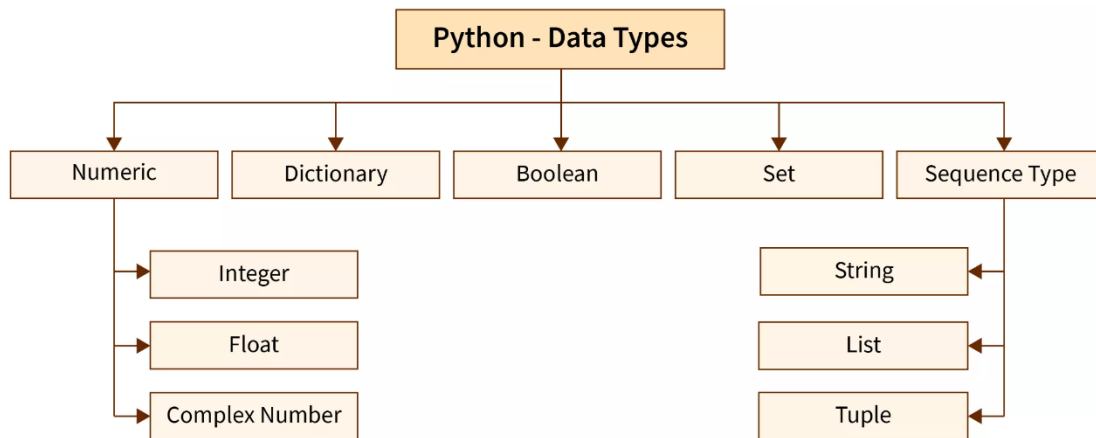 Python - Data Types
Numeric
Dictionary
Boolean
Set
Sequence Type
Integer
Float
Complex Number
String
List
Tuple